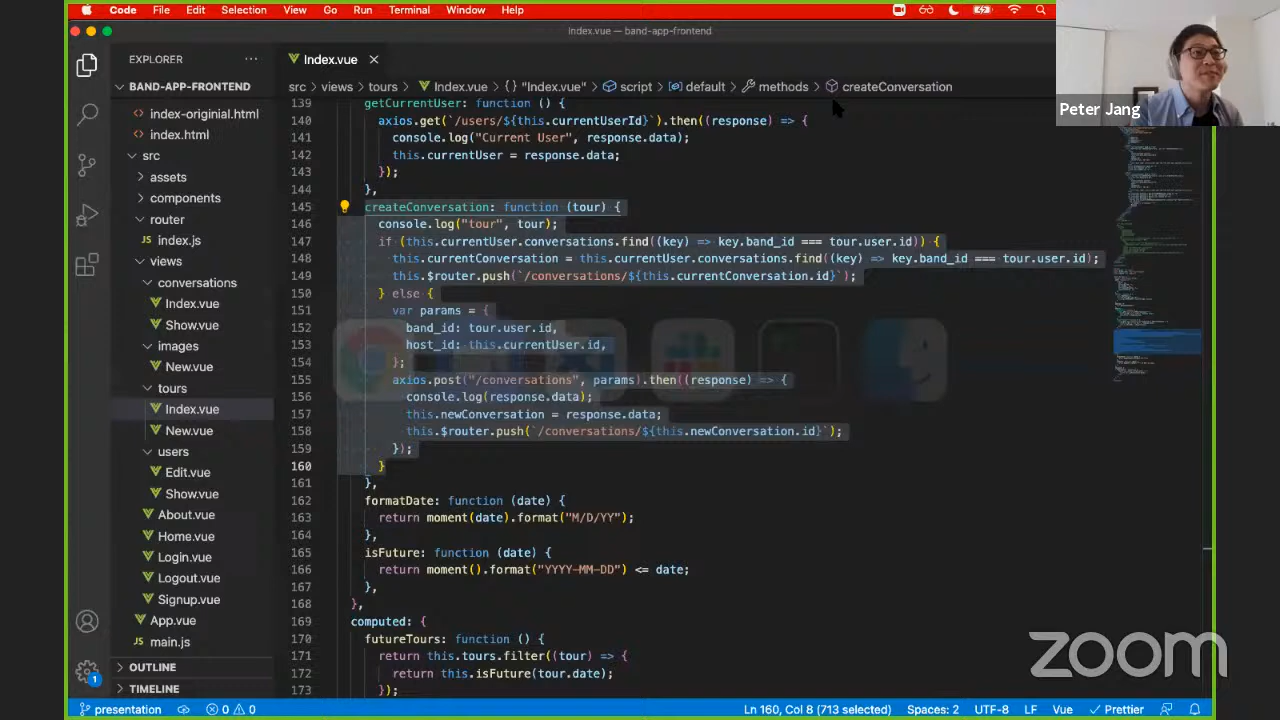 Code File Edit Selection View Go Run Terminal Window Help
Index.vue — band-app-frontend
Peter Jang
EXPLORER
Index.vue
BAND-APP-FRONTEND
src > views > tours > Index.vue > {} "Index.vue" > script > default > methods > createConversation
index-originial.html
index.html
src
assets
components
router
index.js
views
conversations
Index.vue
Show.vue
images
New.vue
tours
Index.vue
New.vue
users
Edit.vue
Show.vue
About.vue
Home.vue
Login.vue
Logout.vue
Signup.vue
App.vue
main.js
OUTLINE
TIMELINE
139 getCurrentUser: function () {
140 axios.get(`/users/${this.currentUserId}`).then((response) => {
141 console.log("Current User", response.data);
142 this.currentUser = response.data;
143 });
144 },
145 createConversation: function (tour) {
146 console.log("tour", tour);
147 if (this.currentUser.conversations.find((key) => key.band_id === tour.user.id)) {
148 this.currentConversation = this.currentUser.conversations.find((key) => key.band_id === tour.user.id);
149 this.$router.push(`/conversations/${this.currentConversation.id}`);
150 } else {
151 var params = {
152 band_id: tour.user.id,
153 host_id: this.currentUser.id,
154 };
155 axios.post("/conversations", params).then((response) => {
156 console.log(response.data);
157 this.newConversation = response.data;
158 this.$router.push(`/conversations/${this.newConversation.id}`);
159 });
160 }
161 },
162 formatDate: function (date) {
163 return moment(date).format("M/D/YY");
164 },
165 isFuture: function (date) {
166 return moment().format("YYYY-MM-DD") <= date;
167 },
168 },
169 computed: {
170 futureTours: function () {
171 return this.tours.filter((tour) => {
172 return this.isFuture(tour.date);
173 });
zoom
1
presentation 0 0 Ln 160, Col 8 (713 selected) Spaces: 2 UTF-8 LF Vue Prettier